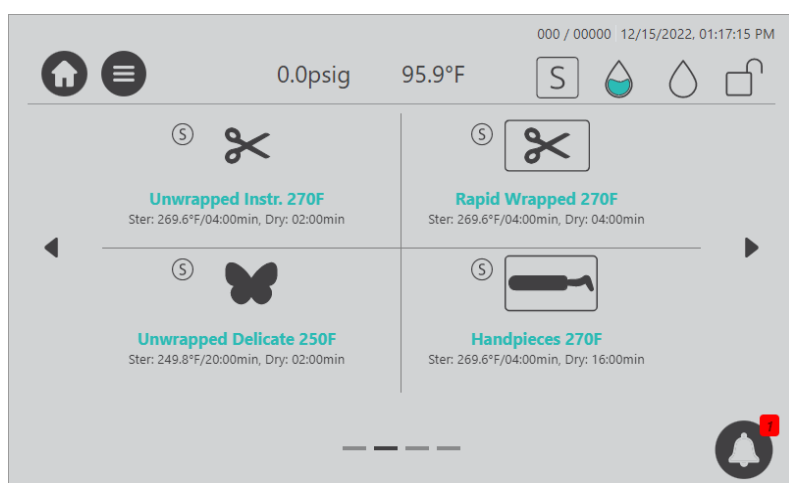 000 / 00000 12/15/2022, 01:17:15 PM
0.0psig 95.9°F S
S S
Unwrapped Instr. 270F Rapid Wrapped 270F
Ster: 269.6°F/04:00min, Dry: 02:00min Ster: 269.6°F/04:00min, Dry: 04:00min
S S
Unwrapped Delicate 250F Handpieces 270F
Ster: 249.8°F/20:00min, Dry: 02:00min Ster: 269.6°F/04:00min, Dry: 16:00min
1